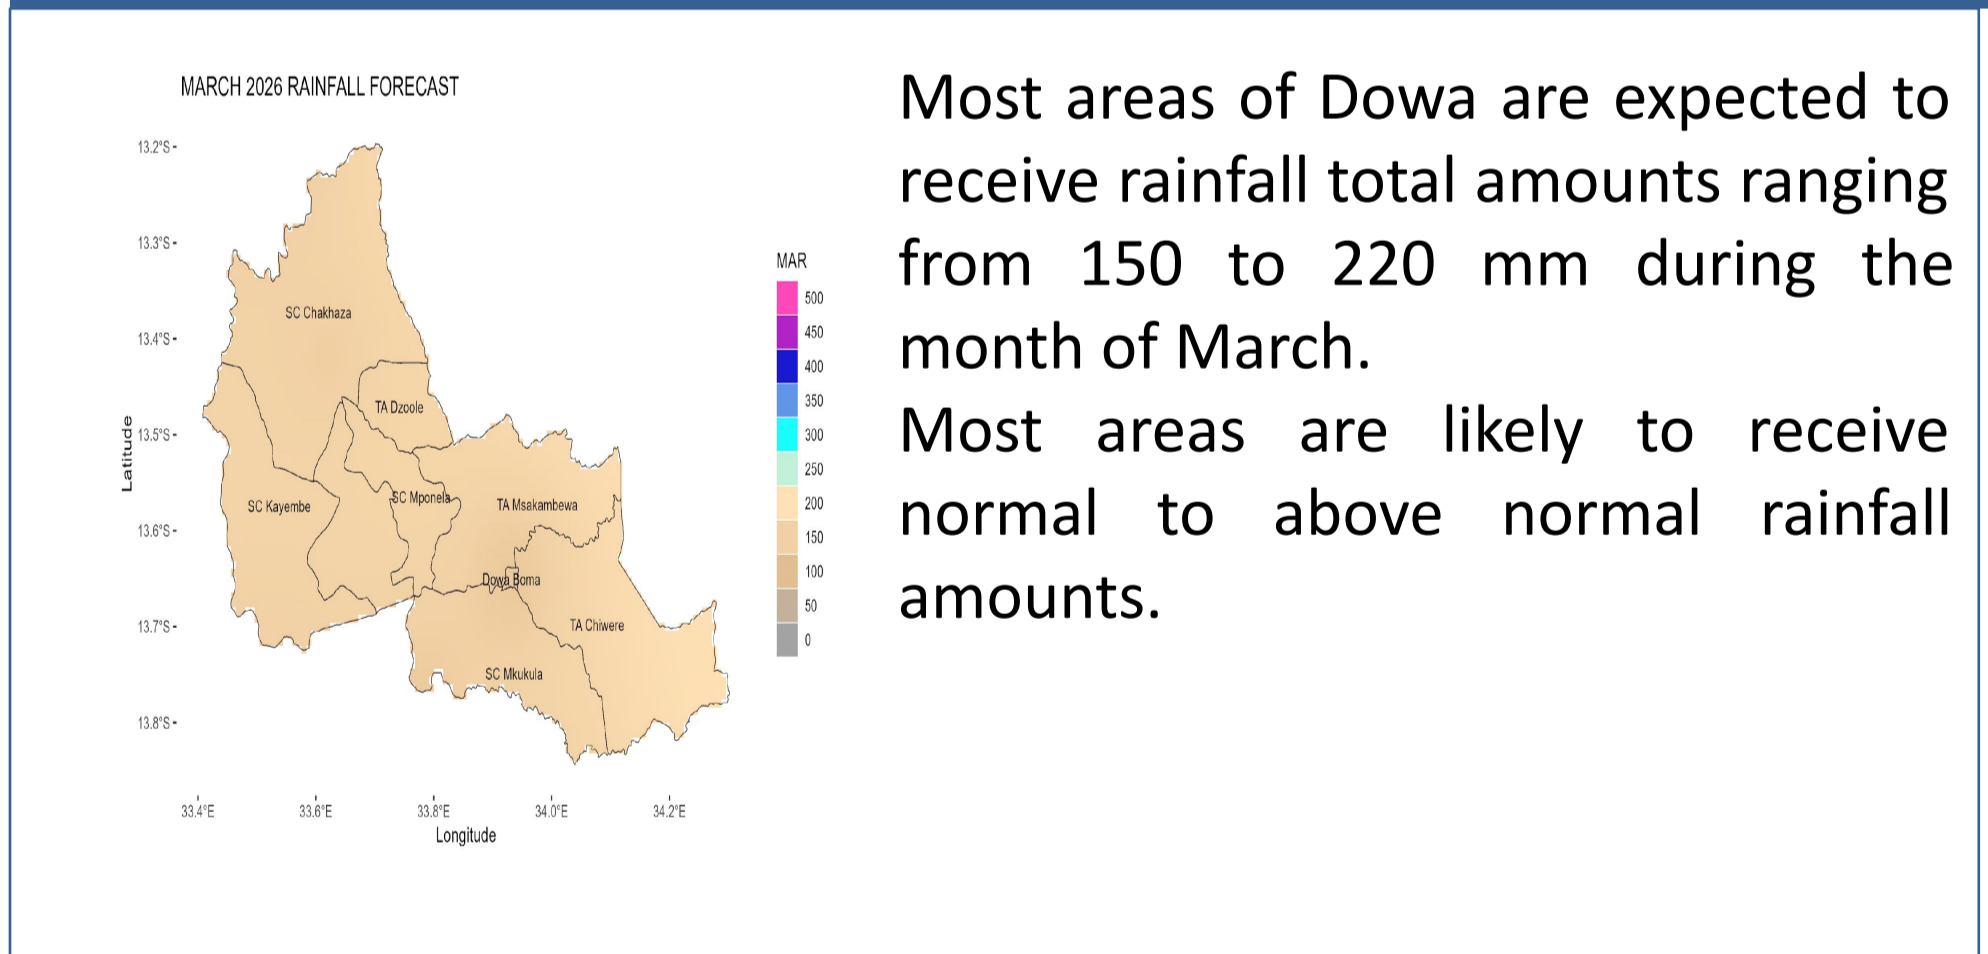 MARCH 2026 RAINFALL FORECAST
13.2°S
13.3°S
13.4°S
13.5°S
13.6°S
13.7°S
13.8°S
Latitude
SC Chakhaza
TA Dzoole
SC Kayembe
SC Mponela
TA Msakambewa
Dowa Boma
TA Chiwere
SC Mkukula
33.4°E
33.6°E
33.8°E
34.0°E
34.2°E
Longitude
MAR
500
450
400
350
300
250
200
150
100
50
0
Most areas of Dowa are expected to
receive rainfall total amounts ranging
from 150 to 220 mm during the
month of March.
Most areas are likely to receive
normal to above normal rainfall
amounts.